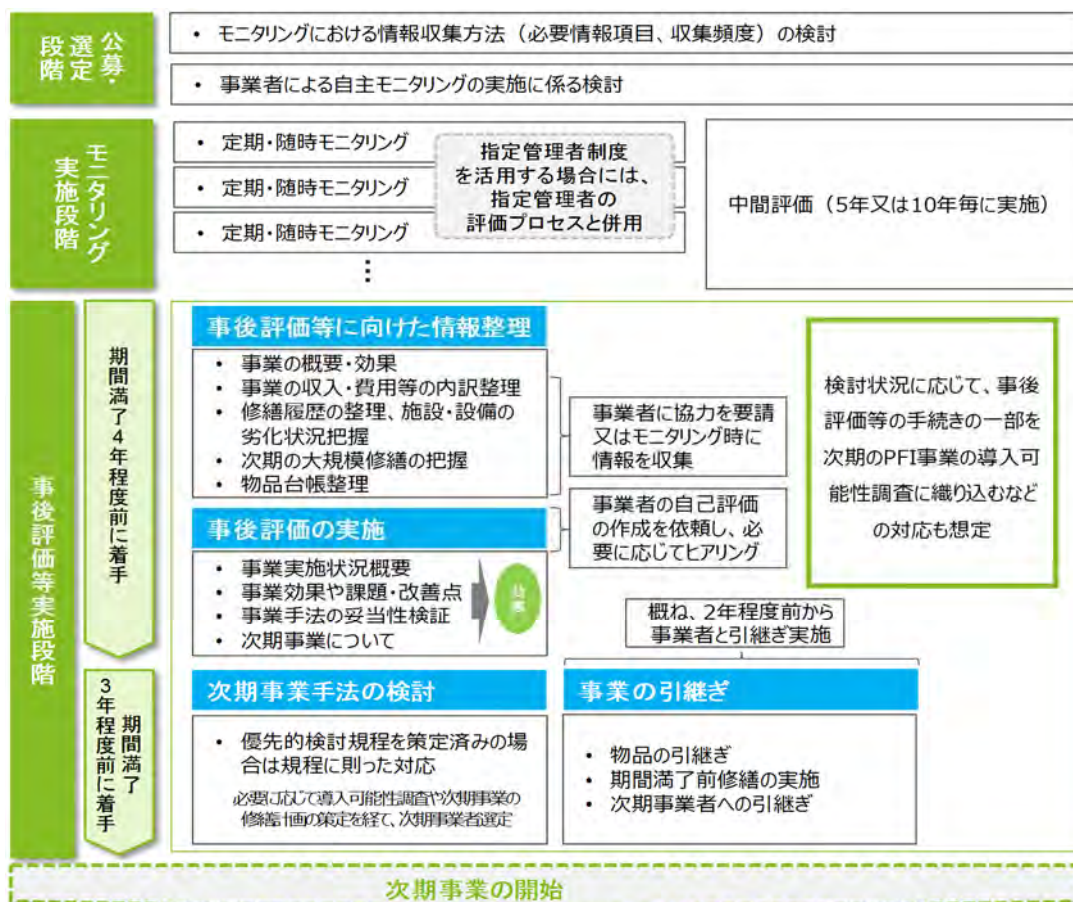 公募・
選定
段階
• モニタリングにおける情報収集方法（必要情報項目、収集頻度）の検討
• 事業者による自主モニタリングの実施に係る検討
モニタリング
実施段階
• 定期・随時モニタリング
• 定期・随時モニタリング
• 定期・随時モニタリング
⋮
指定管理者制度
を活用する場合には、
指定管理者の
評価プロセスと併用
中間評価（5年又は10年毎に実施）
事後評価等実施段階
期間満了4年程度前に着手
事後評価等に向けた情報整理
• 事業の概要・効果
• 事業の収入・費用等の内訳整理
• 修繕履歴の整理、施設・設備の
劣化状況把握
• 次期の大規模修繕の把握
• 物品台帳整理
事業者に協力を要請
又はモニタリング時に
情報を収集
検討状況に応じて、事後
評価等の手続きの一部を
次期のPFI事業の導入可
能性調査に織り込むなど
の対応も想定
事後評価の実施
• 事業実施状況概要
• 事業効果や課題・改善点
• 事業手法の妥当性検証
• 次期事業について
公表
事業者の自己評価
の作成を依頼し、必
要に応じてヒアリング
概ね、2年程度前から
事業者と引継ぎ実施
期間満了
3年程度前に着手
次期事業手法の検討
• 優先的検討規程を策定済みの場
合は規程に則った対応
必要に応じて導入可能性調査や次期事業の
修繕計画の策定を経て、次期事業者選定
事業の引継ぎ
• 物品の引継ぎ
• 期間満了前修繕の実施
• 次期事業者への引継ぎ
次期事業の開始